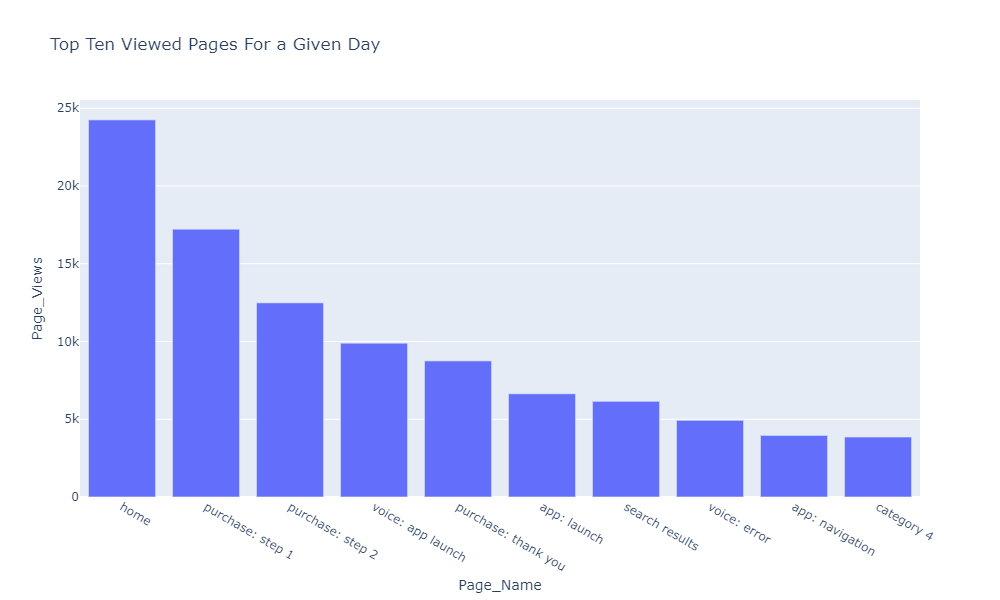 Top Ten Viewed Pages For a Given Day
25k
20k
15k
10k
5k
0
Page_Views
home
purchase: step 1
purchase: step 2
voice: app launch
purchase: thank you
app: launch
search results
voice: error
app: navigation
category 4
Page_Name